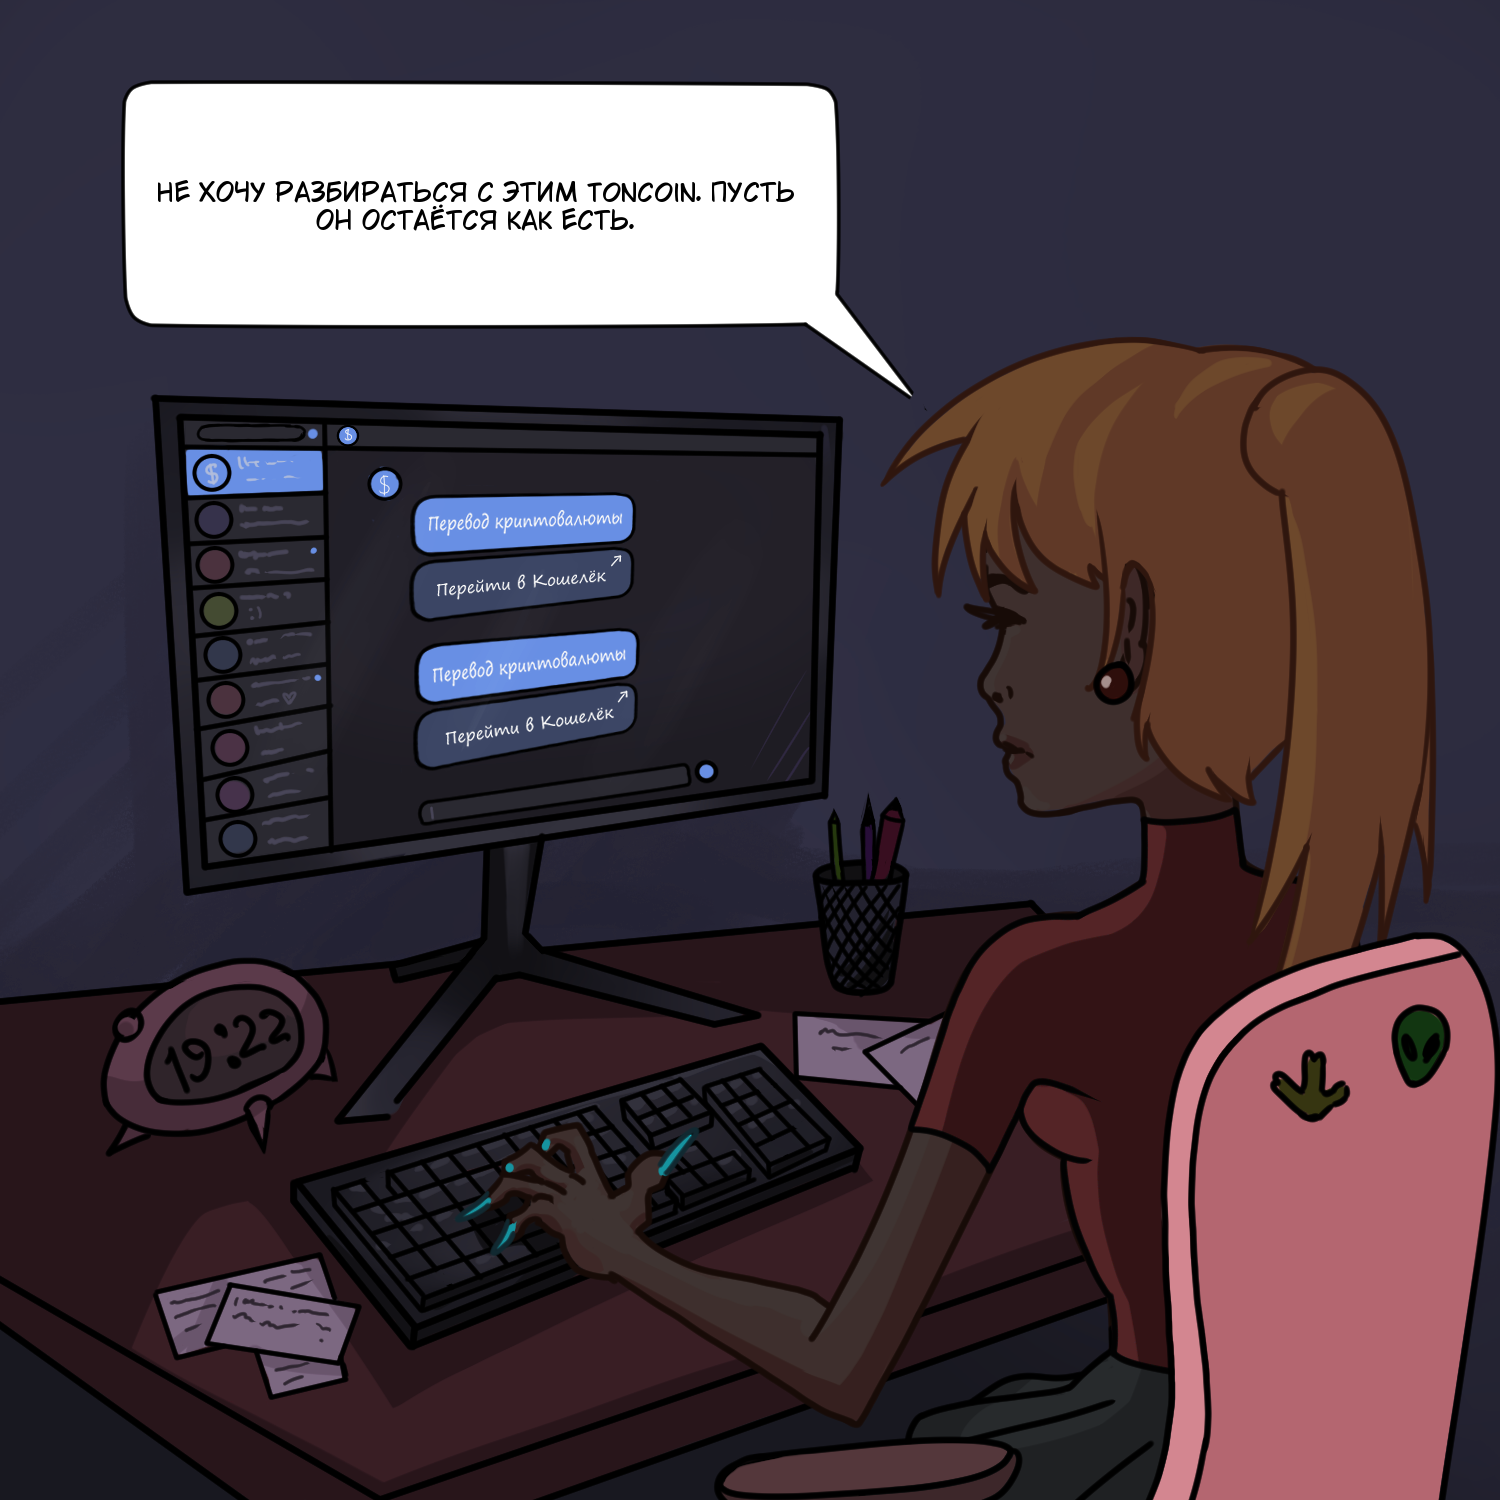 НЕ ХОЧУ РАЗБИРАТЬСЯ С ЭТИМ TONCOIN. ПУСТЬ
ОН ОСТАЁТСЯ КАК ЕСТЬ.
$
$
$
Перевод криптовалюты
Перейти в Кошелёк
:)
Перевод криптовалюты
Перейти в Кошелёк
19:22